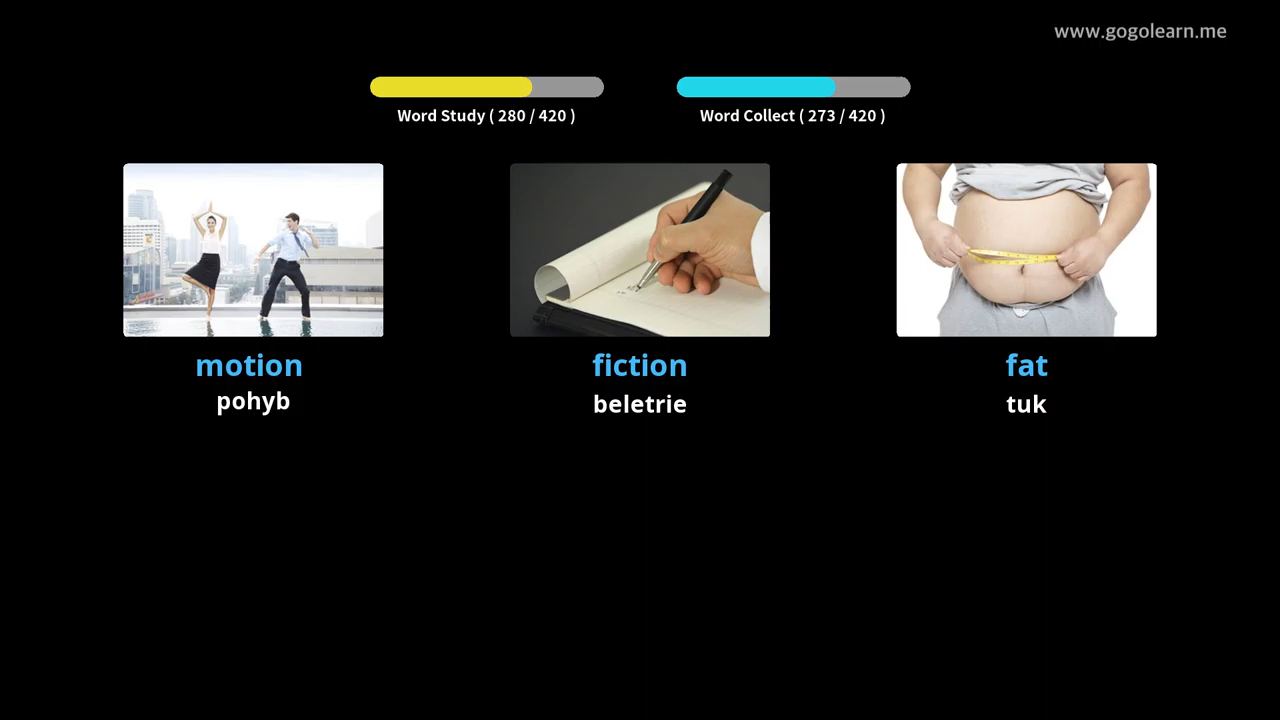 www.gogolearn.me
Word Study ( 280 / 420 )
Word Collect ( 273 / 420 )
motion
pohyb
fiction
beletrie
fat
tuk